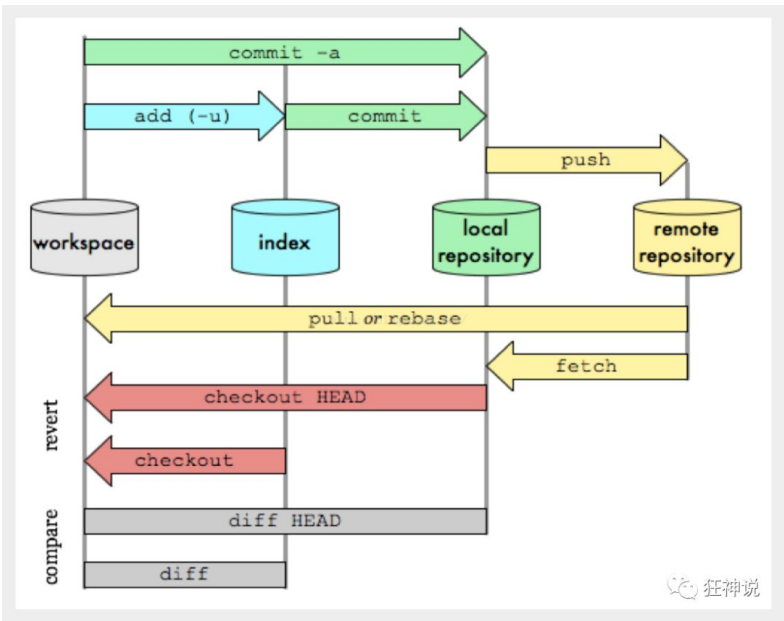 commit -a
add (-u)
commit
push
workspace
index
local
repository
remote
repository
pull or rebase
fetch
revert
checkout HEAD
checkout
compare
diff HEAD
diff
狂神说